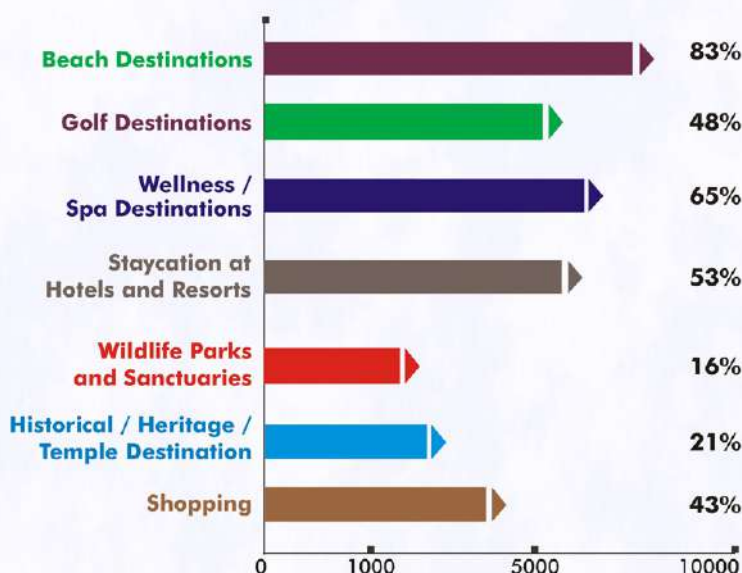 Beach Destinations 83%
Golf Destinations 48%
Wellness /
Spa Destinations 65%
Staycation at
Hotels and Resorts 53%
Wildlife Parks
and Sanctuaries 16%
Historical / Heritage /
Temple Destination 21%
Shopping 43%
0 1000 5000 10000